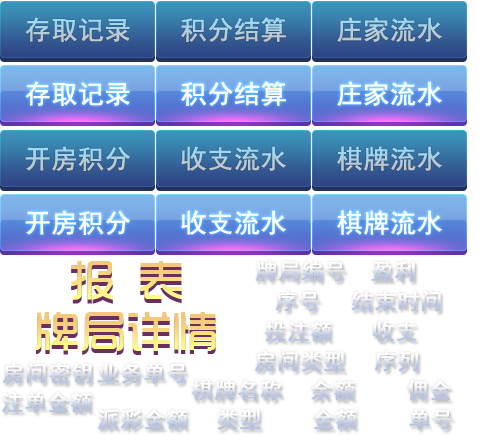 存取记录 积分结算 庄家流水
存取记录 积分结算 庄家流水
开房积分 收支流水 棋牌流水
开房积分 收支流水 棋牌流水
报表 牌局编号 盈利
序号 结束时间
牌局详情 投注额 收支
房间类型 序列
房间密钥 业务单号
棋牌名称 余额 佣金
注单金额
派彩金额 类型 金额 单号